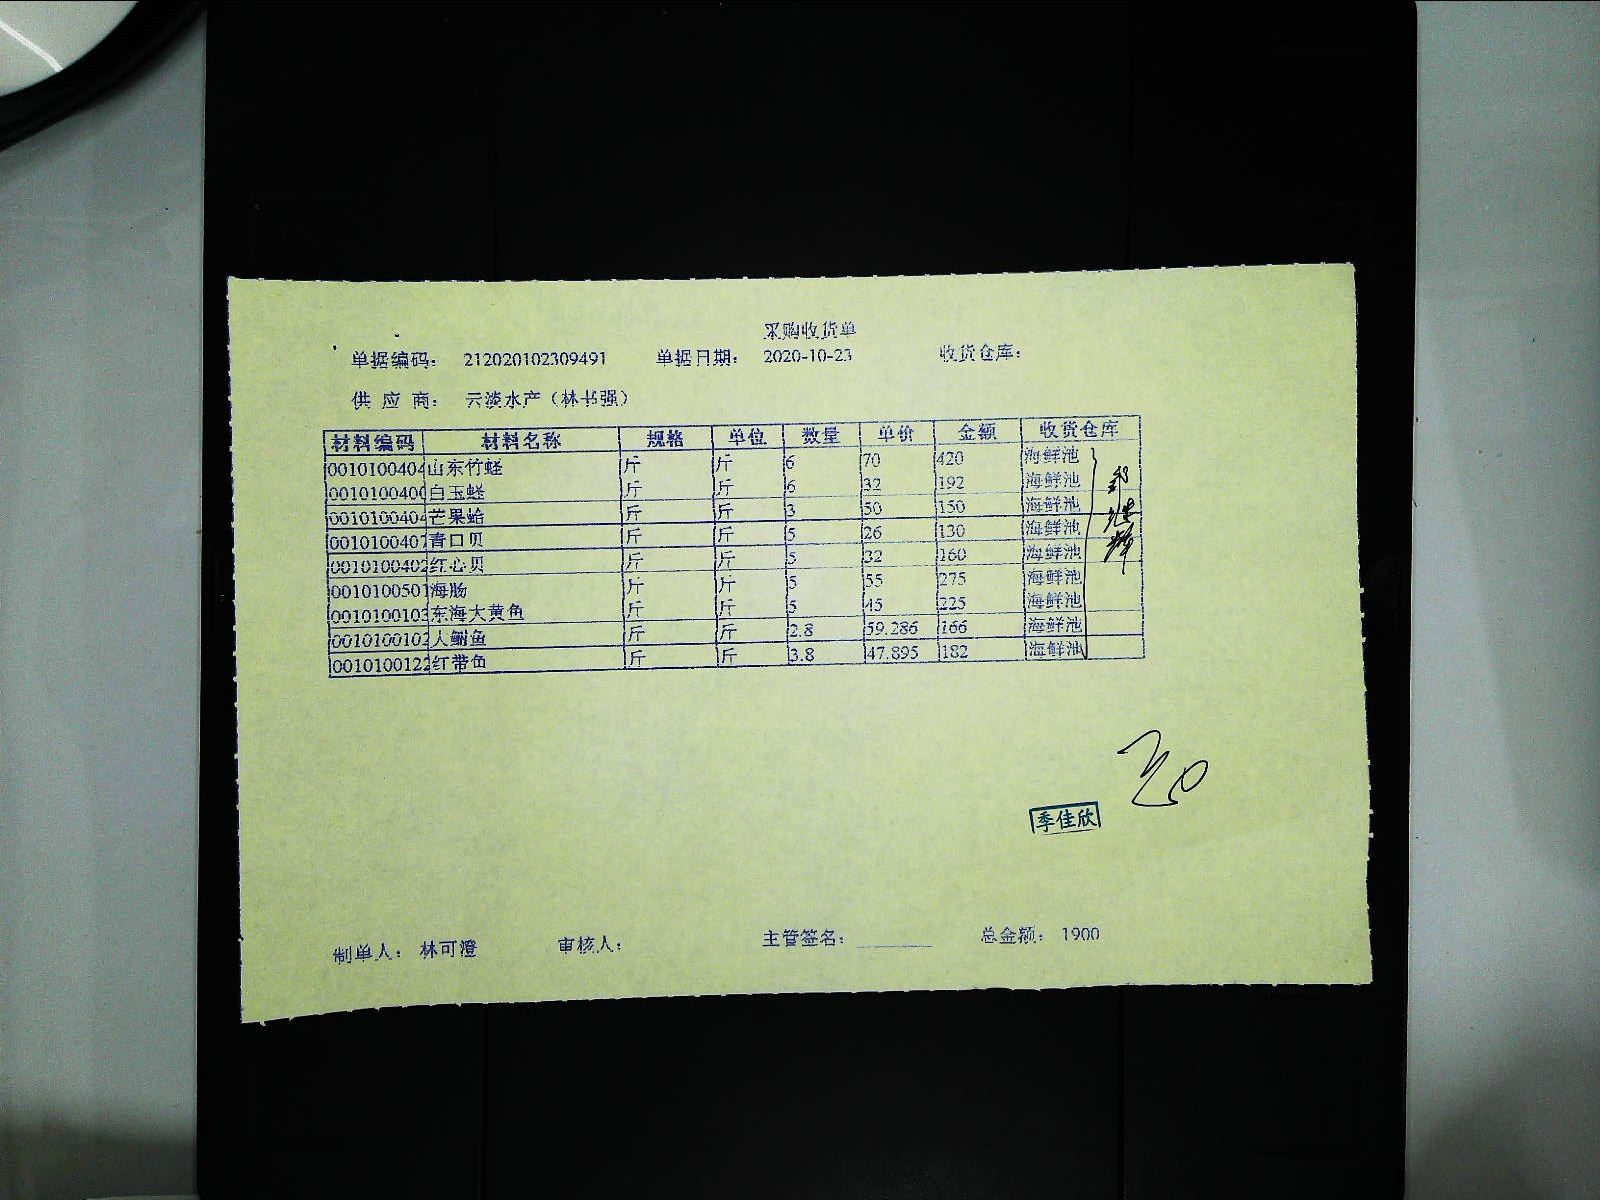 采购收货单
单据编码： 212020102309491 单据日期： 2020-10-23 收货仓库：
供 应 商： 云淡水产（林书强）
材料编码 材料名称 规格 单位 数量 单价 金额 收货仓库
0010100404 山东竹蛏 斤 斤 6 70 420 海鲜池
0010100400 白玉蛏 斤 斤 6 32 192 海鲜池
0010100404 芒果蛤 斤 斤 3 50 150 海鲜池
0010100407 青口贝 斤 斤 5 26 130 海鲜池
0010100402 红心贝 斤 斤 5 32 160 海鲜池
0010100501 海肠 斤 斤 5 55 275 海鲜池
0010100103 东海大黄鱼 斤 斤 5 45 225 海鲜池
0010100102 鱼 斤 斤 2.8 59.286 166 海鲜池
0010100122 红带鱼 斤 斤 3.8 47.895 182 海鲜池
季佳欣
制单人： 林可澄 审核人： 主管签名： 总金额： 1900